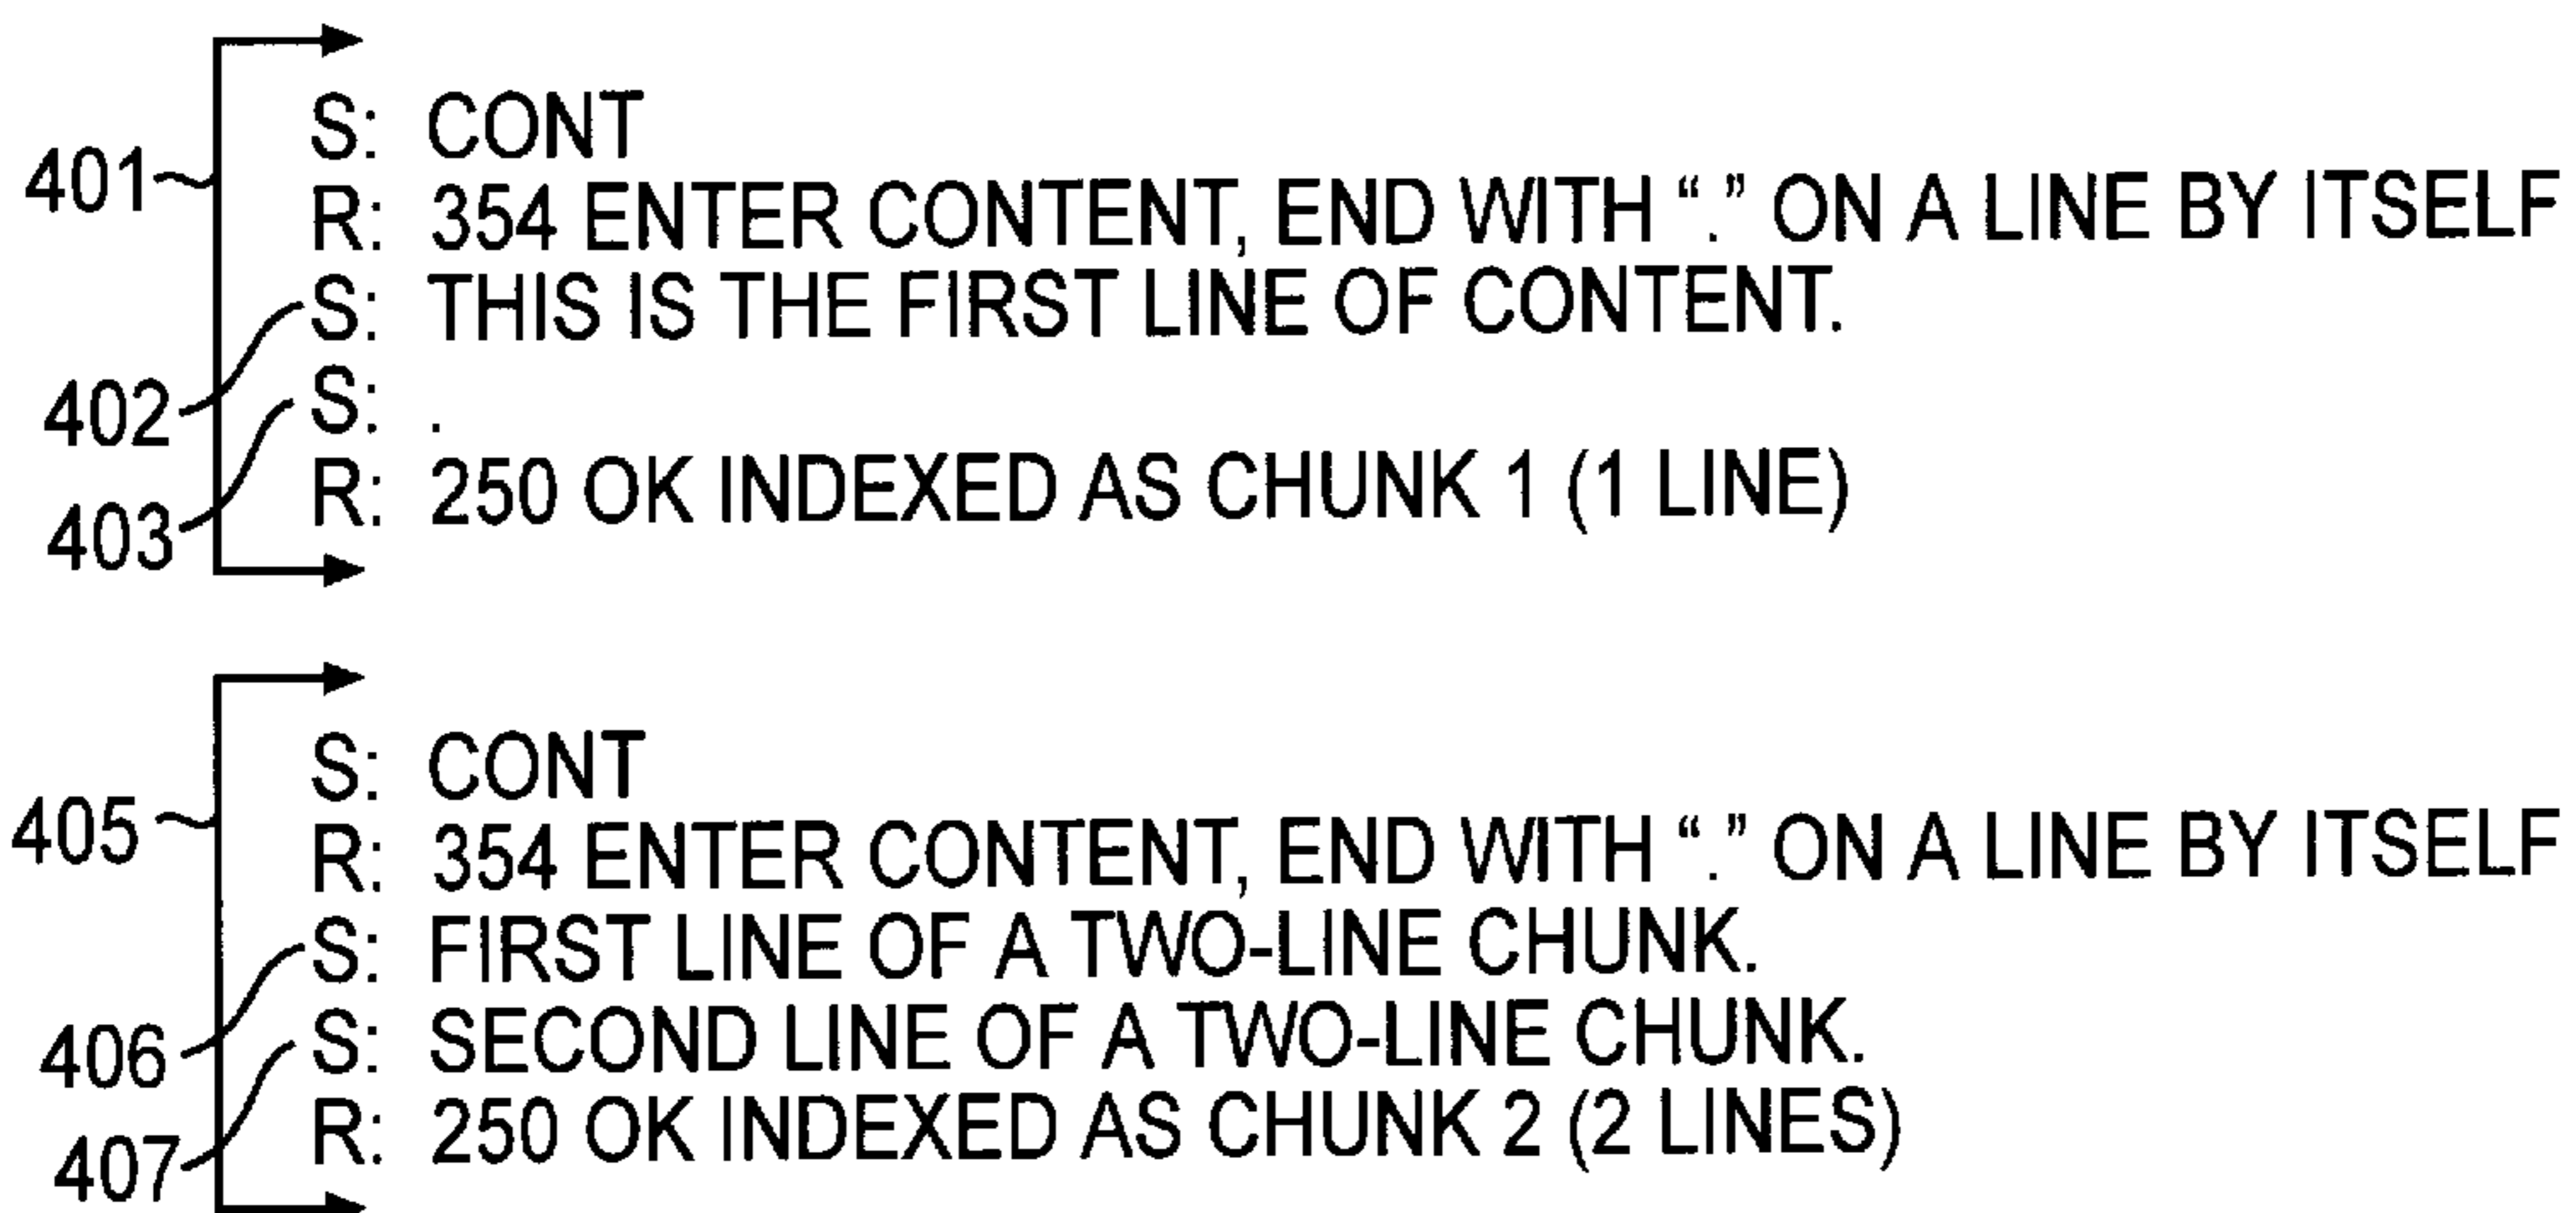 S: CONT
401
R: 354 ENTER CONTENT, END WITH “.” ON A LINE BY ITSELF
S: THIS IS THE FIRST LINE OF CONTENT.
402
S: .
403
R: 250 OK INDEXED AS CHUNK 1 (1 LINE)
S: CONT
405
R: 354 ENTER CONTENT, END WITH “.” ON A LINE BY ITSELF
S: FIRST LINE OF A TWO-LINE CHUNK.
406
S: SECOND LINE OF A TWO-LINE CHUNK.
407
R: 250 OK INDEXED AS CHUNK 2 (2 LINES)